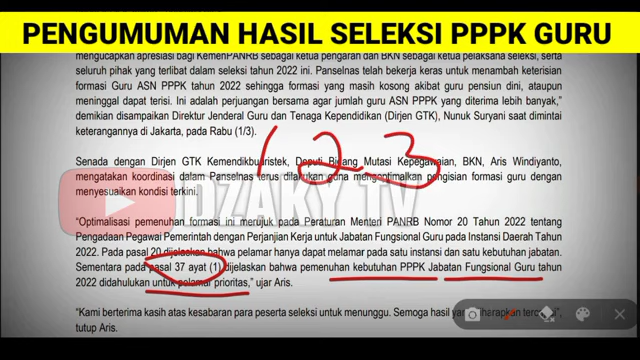 PENGUMUMAN HASIL SELEKSI PPPK GURU
mengucapkan apresiasi bagi KemenPANRB sebagai ketua pengarah dan BKN sebagai ketua pelaksana seleksi, serta
seluruh pihak yang terlibat dalam seleksi tahun 2022 ini. Panselnas telah bekerja keras untuk menambah keterisian
formasi Guru ASN PPPK tahun 2022 sehingga formasi yang masih kosong akibat guru pensiun dini, ataupun
meninggal dapat terisi. Ini adalah perjuangan bersama agar jumlah guru ASN PPPK yang diterima lebih banyak,”
demikian disampaikan Direktur Jenderal Guru dan Tenaga Kependidikan (Dirjen GTK), Nunuk Suryani saat dimintai
keterangannya di Jakarta, pada Rabu (1/3).
1 2 3
Senada dengan Dirjen GTK Kemendikbudristek, Deputi Bidang Mutasi Kepegawaian, BKN, Aris Windiyanto,
mengatakan koordinasi dalam Panselnas terus dilakukan guna mengoptimalkan pengisian formasi guru dengan
menyesuaikan kondisi terkini.
DZAKY TV
“Optimalisasi pemenuhan formasi ini merujuk pada Peraturan Menteri PANRB Nomor 20 Tahun 2022 tentang
Pengadaan Pegawai Pemerintah dengan Perjanjian Kerja untuk Jabatan Fungsional Guru pada Instansi Daerah Tahun
2022. Pada pasal 20 dijelaskan bahwa pelamar hanya dapat melamar pada satu instansi dan satu kebutuhan jabatan.
Sementara pada pasal 37 ayat (1) dijelaskan bahwa pemenuhan kebutuhan PPPK Jabatan Fungsional Guru tahun
2022 didahulukan untuk pelamar prioritas,” ujar Aris.
“Kami berterima kasih atas kesabaran para peserta seleksi untuk menunggu. Semoga hasil yang diharapkan
tutup Aris.